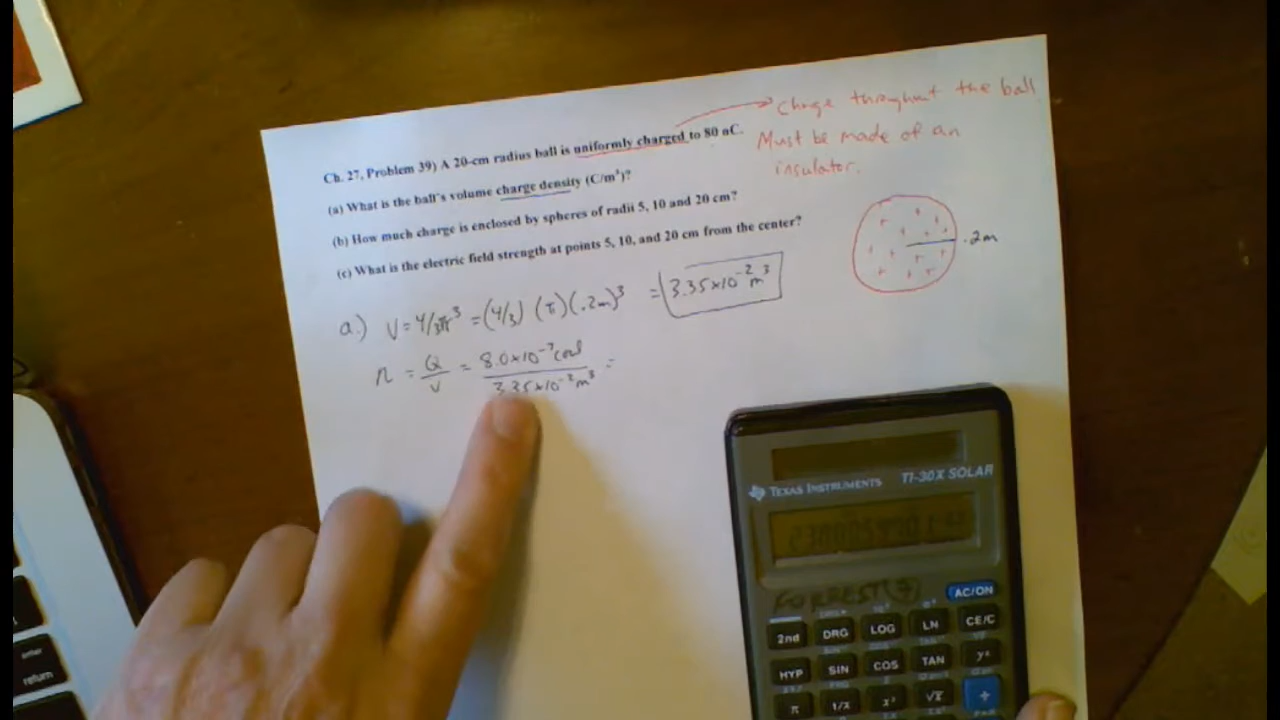 Charge throughout the ball
Must be made of an
insulator.
Ch. 27, Problem 39) A 20-cm radius ball is uniformly charged to 80 nC.
(a) What is the ball's volume charge density (C/m³)?
(b) How much charge is enclosed by spheres of radii 5, 10 and 20 cm?
(c) What is the electric field strength at points 5, 10, and 20 cm from the center?
.2m
a.) V = 4/3πr³ = (4/3) (π)(.2m)³ = 3.35×10⁻² m³
= Q/V = 8.0×10⁻⁷ coul / 3.35×10⁻² m³ =
TEXAS INSTRUMENTS TI-30X SOLAR
FORREST(7)
AC/ON
2nd DRG LOG LN CE/C
HYP SIN COS TAN yˣ
π 1/x x² √x ÷
enter
return